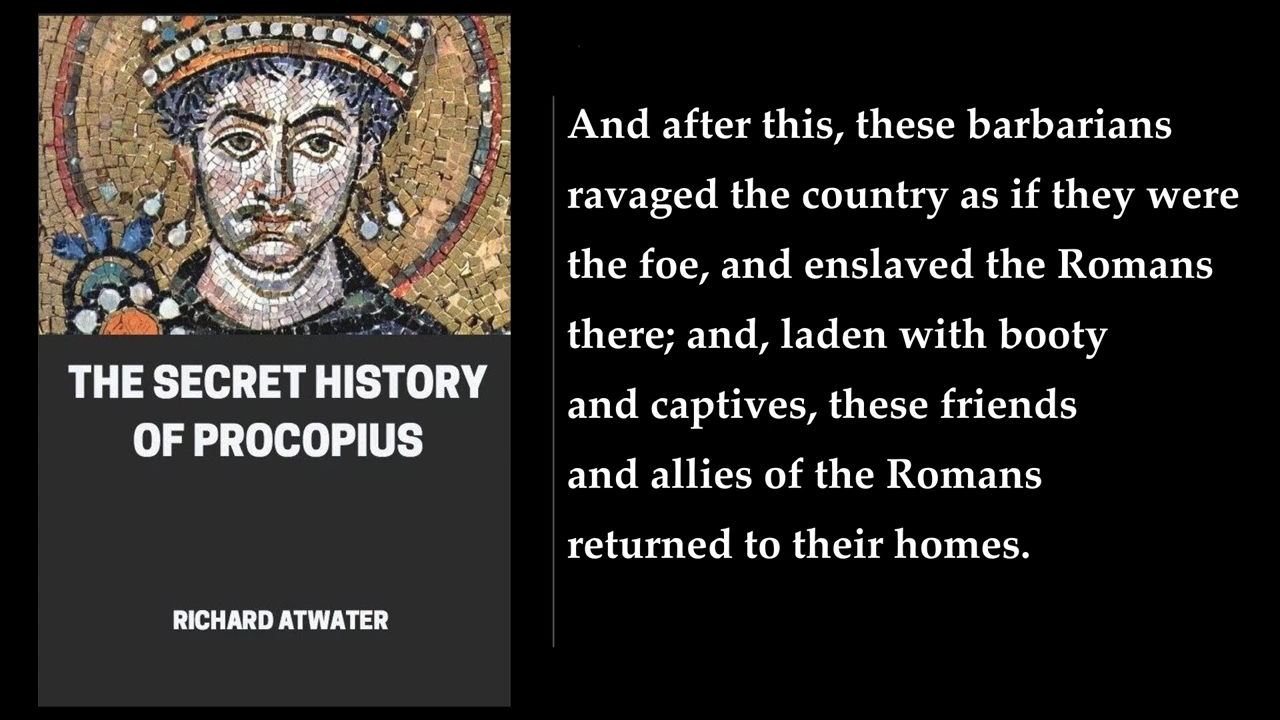 THE SECRET HISTORY
OF PROCOPIUS
RICHARD ATWATER
And after this, these barbarians
ravaged the country as if they were
the foe, and enslaved the Romans
there; and, laden with booty
and captives, these friends
and allies of the Romans
returned to their homes.